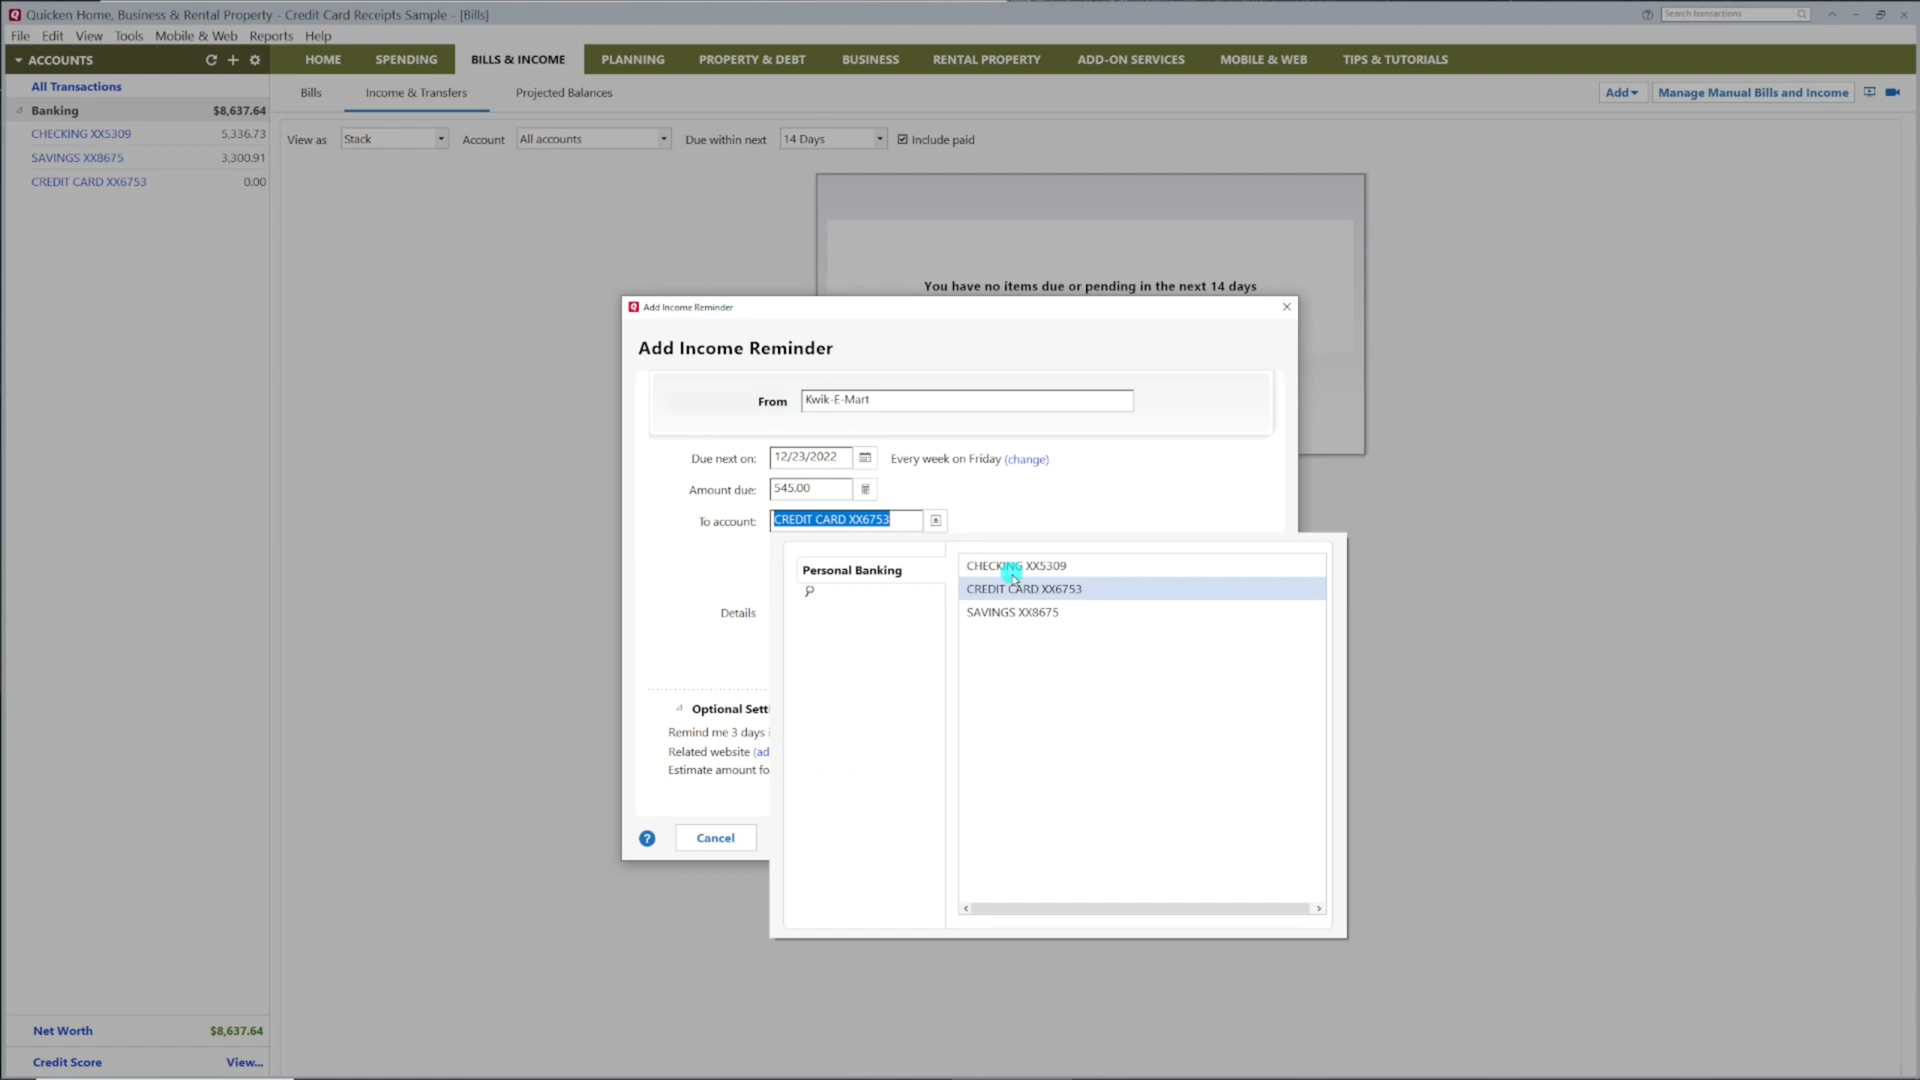 Quicken Home, Business & Rental Property - Credit Card Receipts Sample - [Bills]
Search transactions
File Edit View Tools Mobile & Web Reports Help
ACCOUNTS
HOME SPENDING BILLS & INCOME PLANNING PROPERTY & DEBT BUSINESS RENTAL PROPERTY ADD-ON SERVICES MOBILE & WEB TIPS & TUTORIALS
All Transactions
Banking $8,637.64
CHECKING XX5309 5,336.73
SAVINGS XX8675 3,300.91
CREDIT CARD XX6753 0.00
Bills Income & Transfers Projected Balances
Add Manage Manual Bills and Income
View as Stack Account All accounts Due within next 14 Days Include paid
You have no items due or pending in the next 14 days
Add Income Reminder
Add Income Reminder
From Kwik-E-Mart
Due next on: 12/23/2022 Every week on Friday (change)
Amount due: 545.00
To account: CREDIT CARD XX6753
Personal Banking
CHECKING XX5309
CREDIT CARD XX6753
SAVINGS XX8675
Details
Optional Sett
Remind me 3 days i
Related website (ad
Estimate amount fo
? Cancel
Net Worth $8,637.64
Credit Score View...